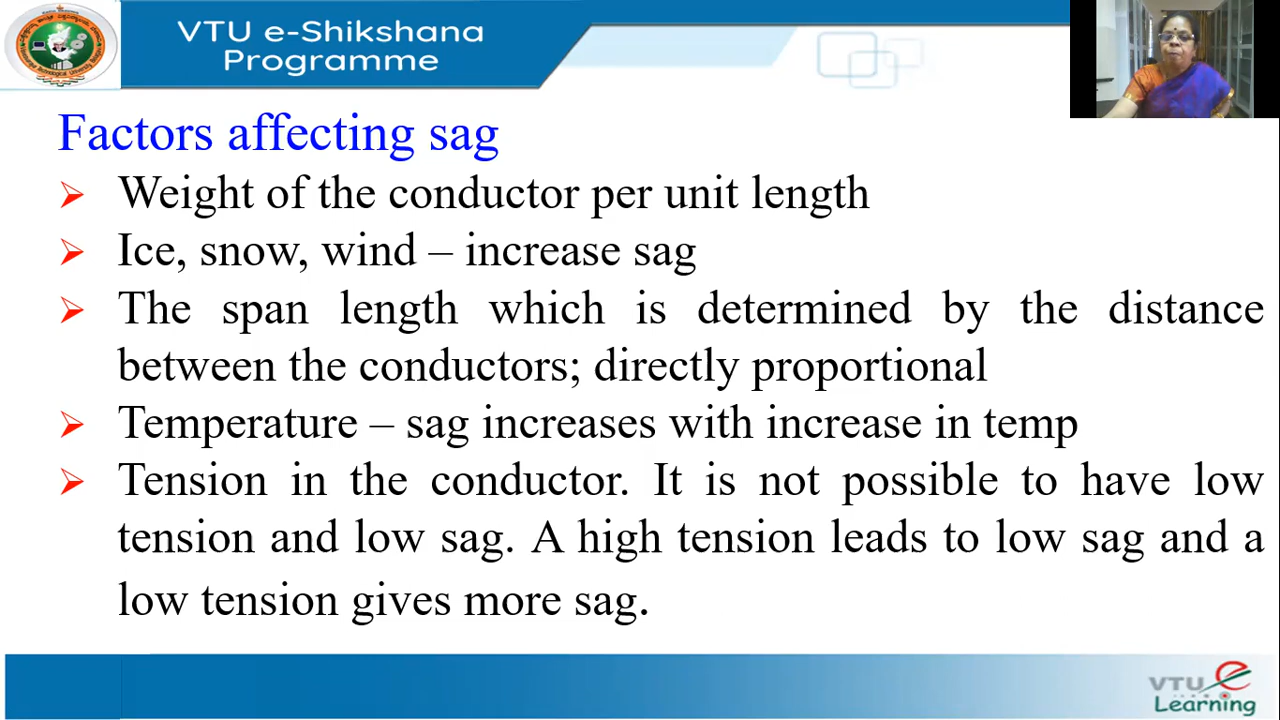 VTU e-Shikshana
Programme
Factors affecting sag
Weight of the conductor per unit length
Ice, snow, wind – increase sag
The span length which is determined by the distance
between the conductors; directly proportional
Temperature – sag increases with increase in temp
Tension in the conductor. It is not possible to have low
tension and low sag. A high tension leads to low sag and a
low tension gives more sag.
VTU e
Learning